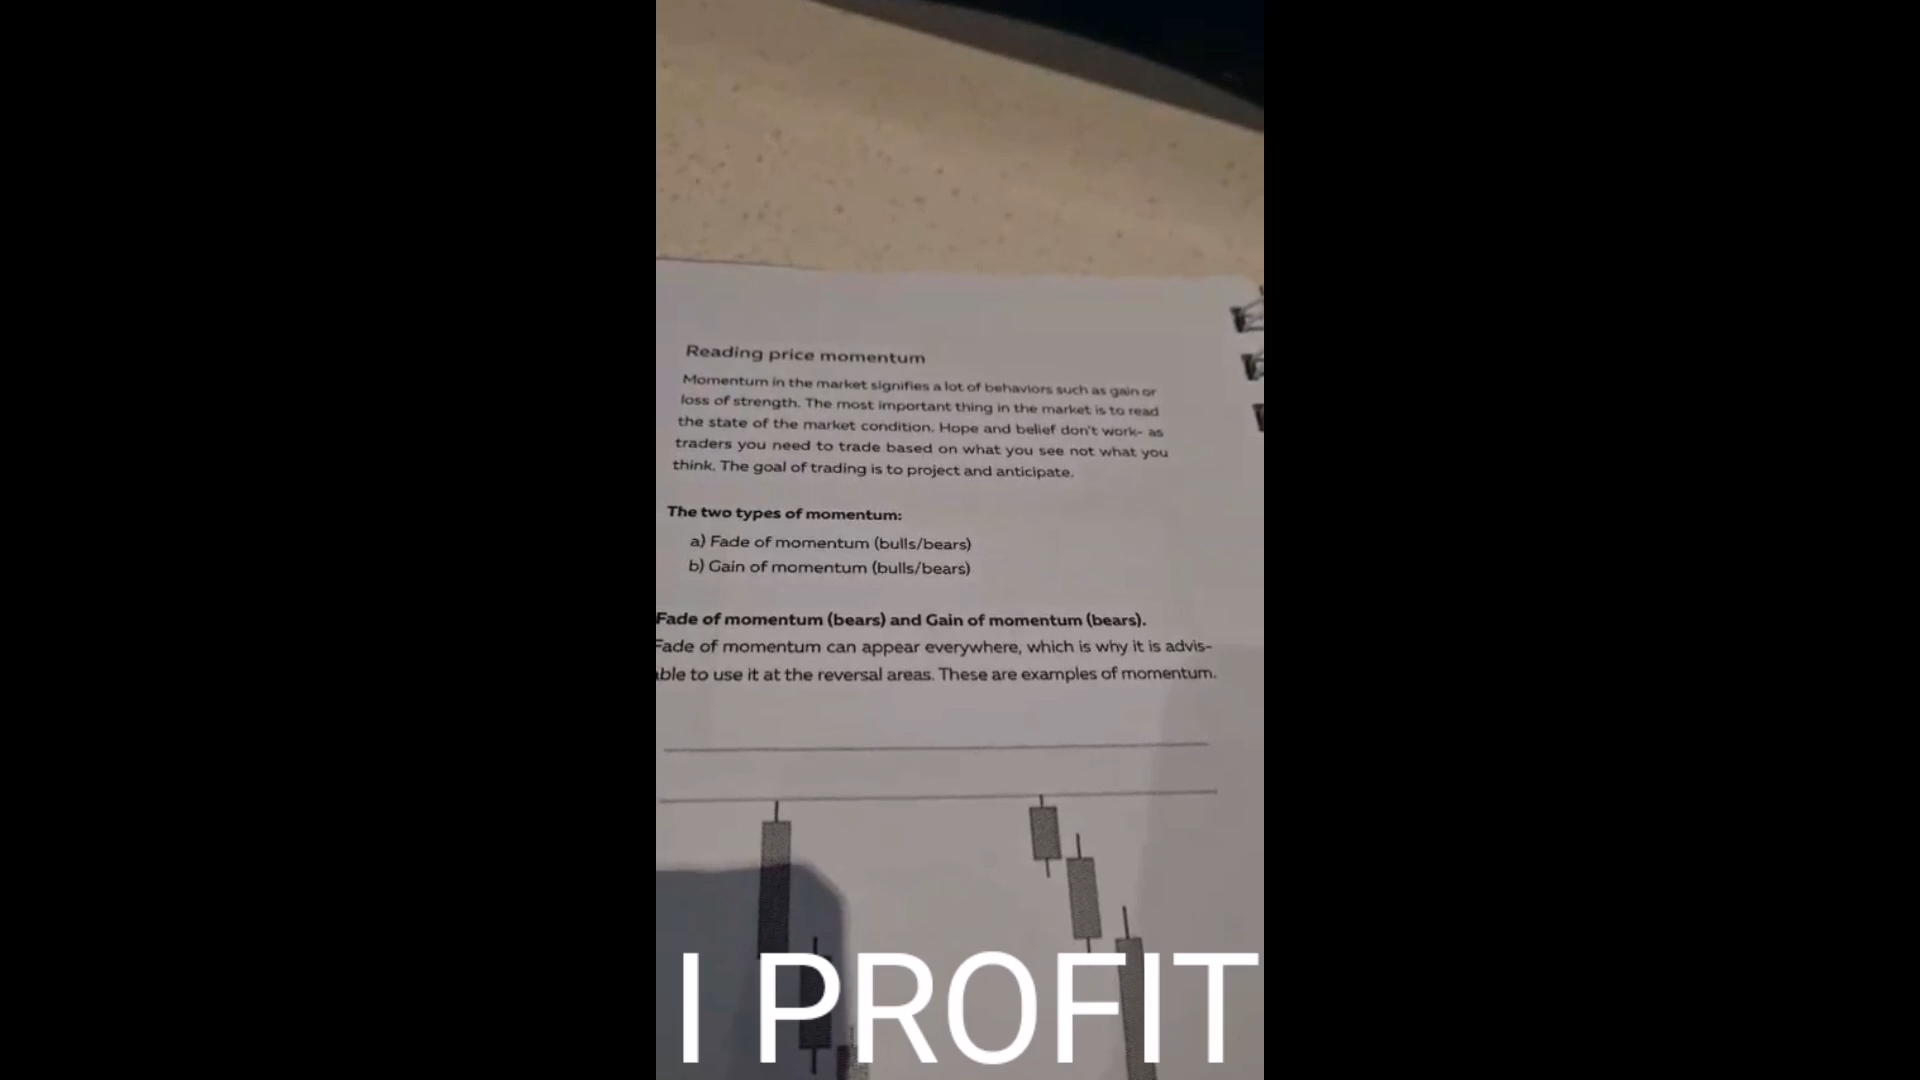 Reading price momentum
Momentum in the market signifies a lot of behaviors such as gain or
loss of strength. The most important thing in the market is to read
the state of the market condition. Hope and belief don't work- as
traders you need to trade based on what you see not what you
think. The goal of trading is to project and anticipate.
The two types of momentum:
a) Fade of momentum (bulls/bears)
b) Gain of momentum (bulls/bears)
Fade of momentum (bears) and Gain of momentum (bears).
Fade of momentum can appear everywhere, which is why it is advis-
able to use it at the reversal areas. These are examples of momentum.
I PROFIT